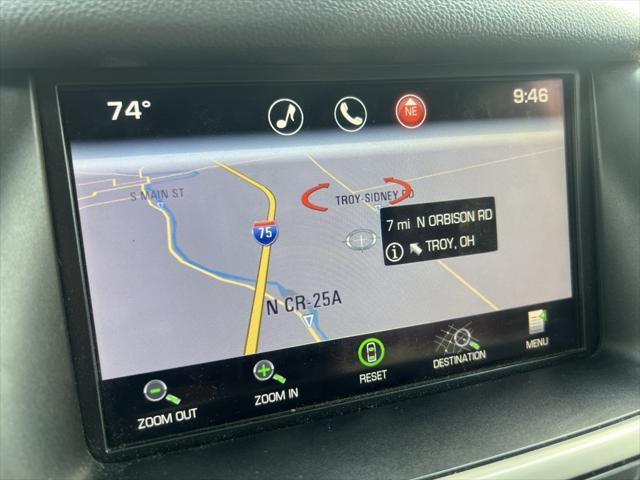 74°
NE
9:46
S MAIN ST
TROY-SIDNEY RD
75
7 mi N ORBISON RD
TROY, OH
N CR-25A
ZOOM OUT
ZOOM IN
RESET
DESTINATION
MENU